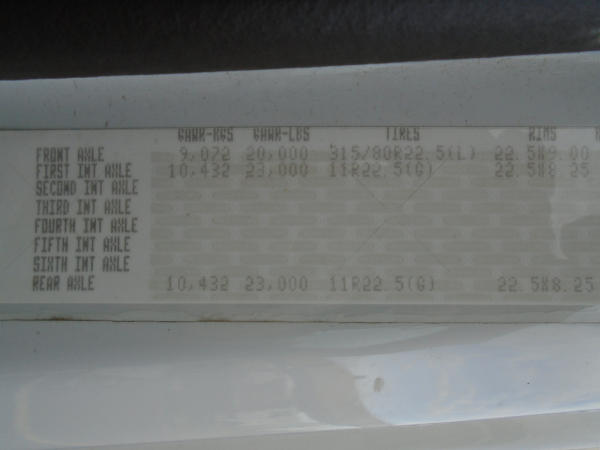 GAWR-KGS GAWR-LBS TIRES RIMS
FRONT AXLE 9,072 20,000 315/80R22.5(L) 22.5X9.00
FIRST INT AXLE 10,432 23,000 11R22.5(G) 22.5X8.25
SECOND INT AXLE
THIRD INT AXLE
FOURTH INT AXLE
FIFTH INT AXLE
SIXTH INT AXLE
REAR AXLE 10,432 23,000 11R22.5(G) 22.5X8.25